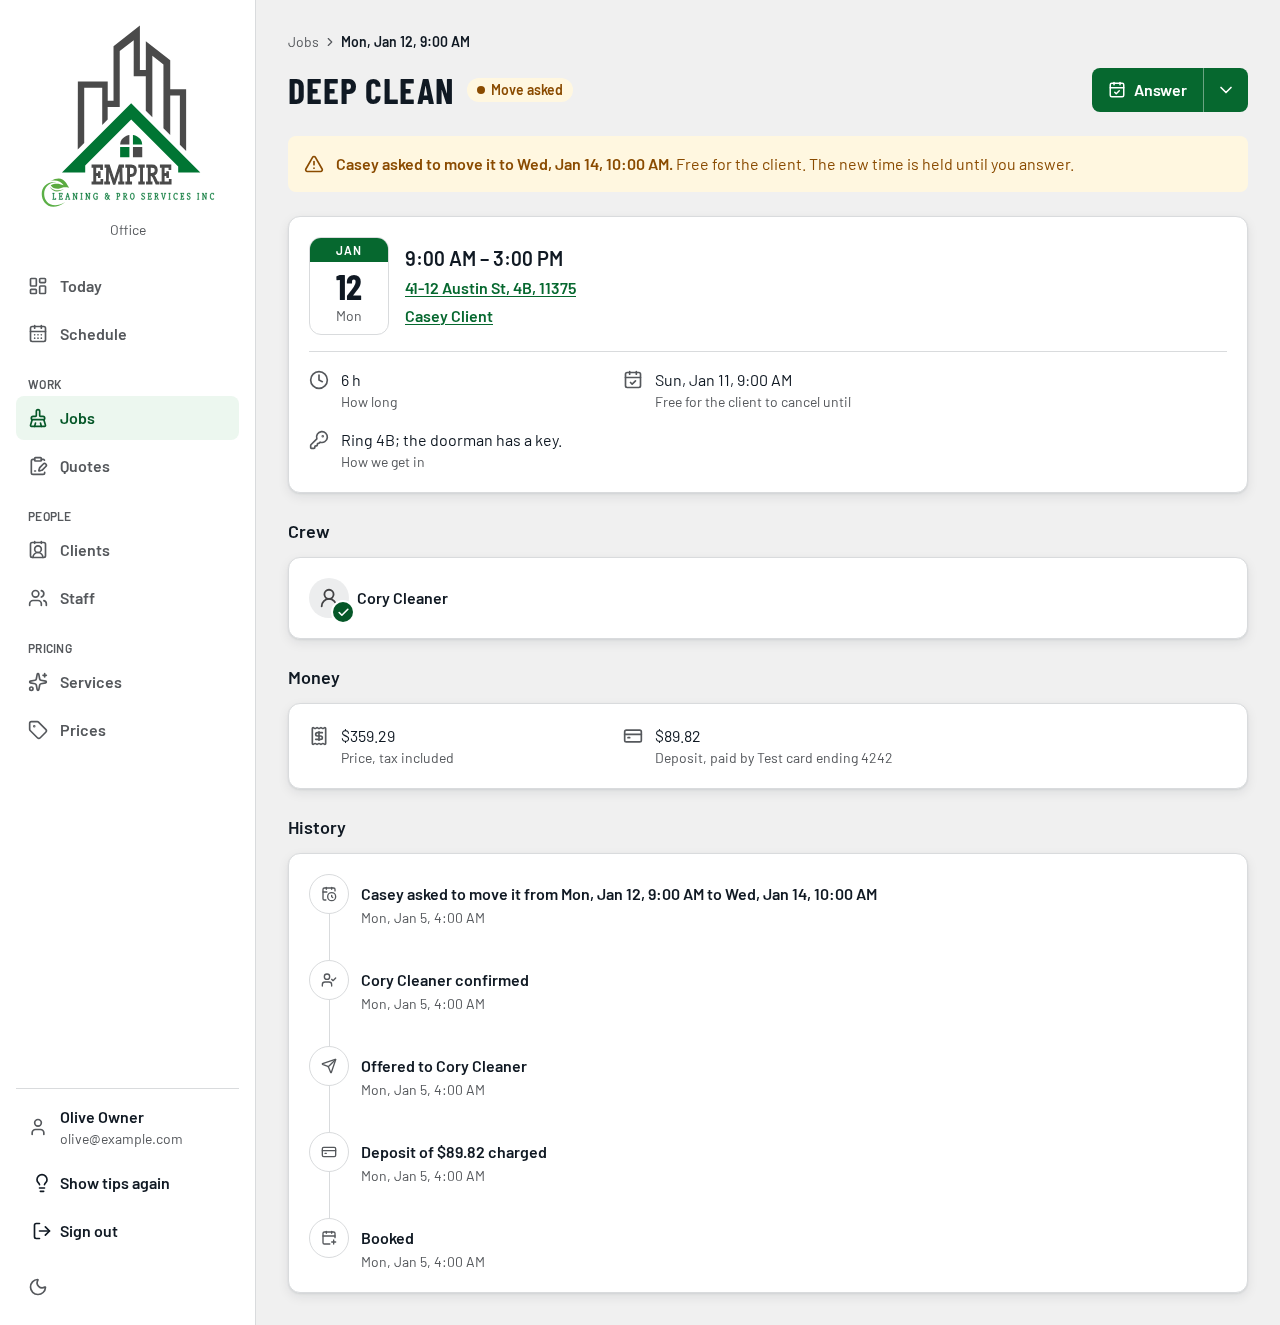 EMPIRE
LEANING & PRO SERVICES INC
Office
Today
Schedule
WORK
Jobs
Quotes
PEOPLE
Clients
Staff
PRICING
Services
Prices
Olive Owner
olive@example.com
Show tips again
Sign out
Jobs > Mon, Jan 12, 9:00 AM
DEEP CLEAN
Move asked
Answer
Casey asked to move it to Wed, Jan 14, 10:00 AM. Free for the client. The new time is held until you answer.
JAN
12
Mon
9:00 AM – 3:00 PM
41-12 Austin St, 4B, 11375
Casey Client
6 h
How long
Sun, Jan 11, 9:00 AM
Free for the client to cancel until
Ring 4B; the doorman has a key.
How we get in
Crew
Cory Cleaner
Money
$359.29
Price, tax included
$89.82
Deposit, paid by Test card ending 4242
History
Casey asked to move it from Mon, Jan 12, 9:00 AM to Wed, Jan 14, 10:00 AM
Mon, Jan 5, 4:00 AM
Cory Cleaner confirmed
Mon, Jan 5, 4:00 AM
Offered to Cory Cleaner
Mon, Jan 5, 4:00 AM
Deposit of $89.82 charged
Mon, Jan 5, 4:00 AM
Booked
Mon, Jan 5, 4:00 AM